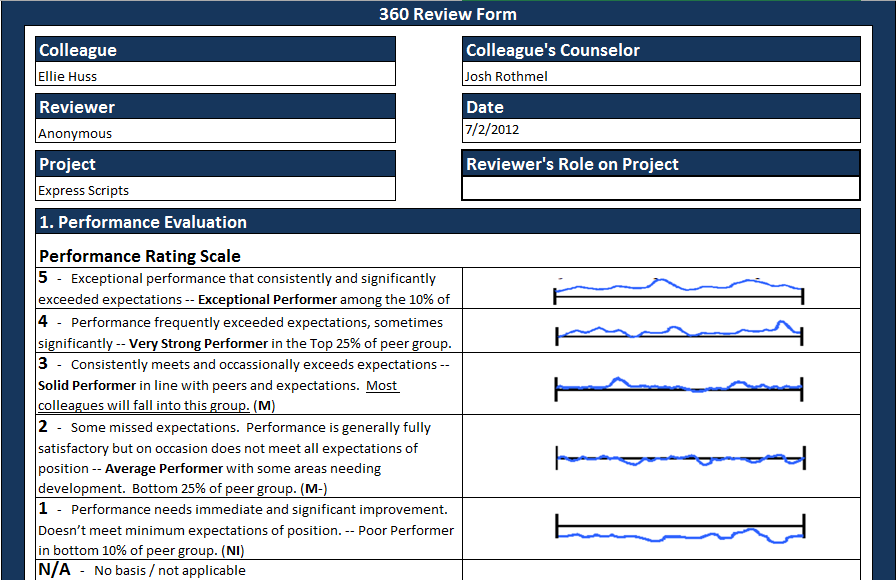 360 Review Form
Colleague
Colleague's Counselor
Ellie Huss
Josh Rothmel
Reviewer
Date
Anonymous
7/2/2012
Project
Reviewer's Role on Project
Express Scripts
1. Performance Evaluation
Performance Rating Scale
5 - Exceptional performance that consistently and significantly
exceeded expectations -- Exceptional Performer among the 10% of
4 - Performance frequently exceeded expectations, sometimes
significantly -- Very Strong Performer in the Top 25% of peer group.
3 - Consistently meets and occassionally exceeds expectations --
Solid Performer in line with peers and expectations. Most
colleagues will fall into this group. (M)
2 - Some missed expectations. Performance is generally fully
satisfactory but on occasion does not meet all expectations of
position -- Average Performer with some areas needing
development. Bottom 25% of peer group. (M-)
1 - Performance needs immediate and significant improvement.
Doesn't meet minimum expectations of position. -- Poor Performer
in bottom 10% of peer group. (NI)
N/A - No basis / not applicable